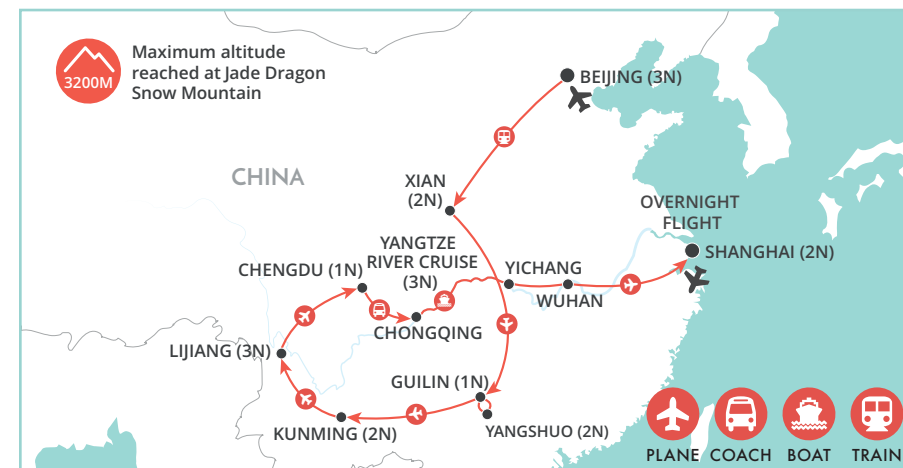 3200M
Maximum altitude
reached at Jade Dragon
Snow Mountain
BEIJING (3N)
CHINA
XIAN
(2N)
OVERNIGHT
FLIGHT
SHANGHAI (2N)
YANGTZE
RIVER CRUISE
(3N)
YICHANG
CHENGDU (1N)
WUHAN
CHONGQING
LIJIANG (3N)
GUILIN (1N)
KUNMING (2N)
YANGSHUO (2N)
PLANE COACH BOAT TRAIN